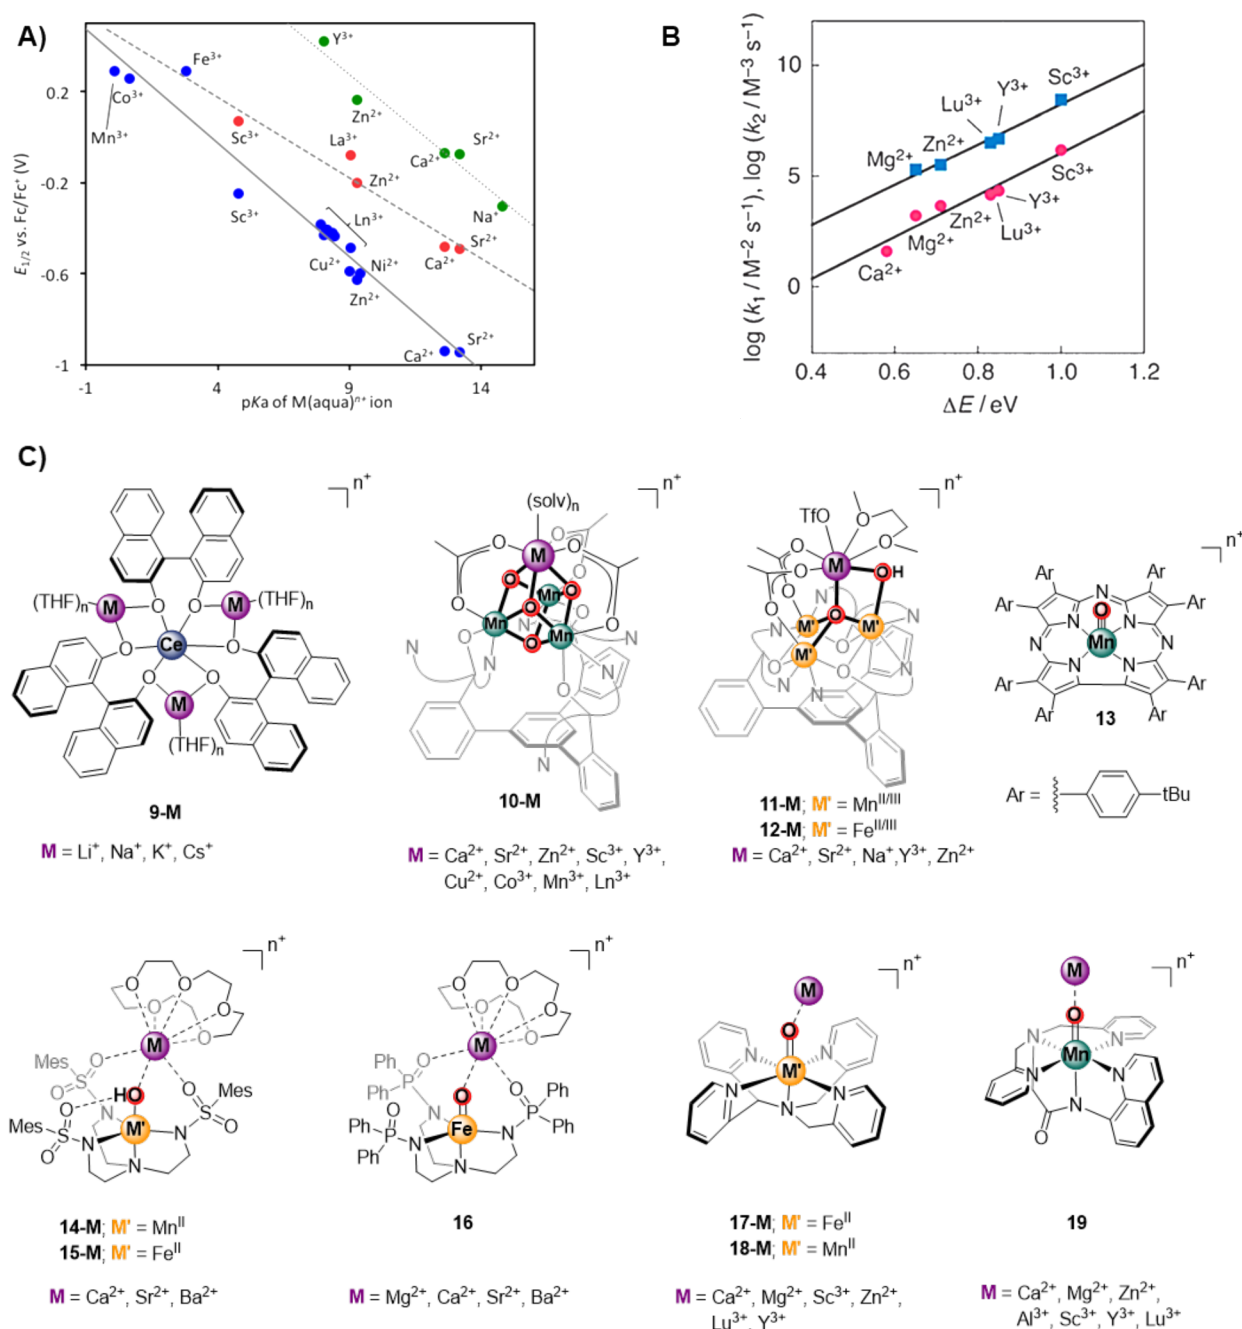 A)
Y3+
Fe3+
0.2
Co3+
Mn3+
Sc3+
La3+
Zn2+
Zn2+
Ca2+
Sr2+
-0.2
Sc3+
Ln3+
Na+
Cu2+
Ni2+
Zn2+
Ca2+
Sr2+
-0.6
Ca2+
Sr2+
-1
-1 4 9 14
E1/2 vs. Fc/Fc+ (V)
pKa of M(aqua)n+ ion
B)
10
5
0
Sc3+
Y3+
Lu3+
Zn2+
Mg2+
Sc3+
Y3+
Lu3+
Zn2+
Mg2+
Ca2+
0.4 0.6 0.8 1.0 1.2
log (k1 / M–2 s–1), log (k2 / M–3 s–1)
ΔE / eV
C)
n+
(THF)n M O O M (THF)n
O Ce O
O O
M
(THF)n
9-M
M = Li+, Na+, K+, Cs+
(solv)n
n+
O M O O
O O O O
Mn Mn Mn
O O
N N N
O
N
10-M
M = Ca2+, Sr2+, Zn2+, Sc3+, Y3+,
Cu2+, Co3+, Mn3+, Ln3+
TfO O n+
O M O
O O OH
M' M'
M'
N N N
11-M; M' = MnII/III
12-M; M' = FeII/III
M = Ca2+, Sr2+, Na+,Y3+, Zn2+
n+
Ar Ar
Ar N Ar
O
N N N N
Mn
N N
Ar Ar
Ar Ar
13
Ar = tBu
n+
O O O
O O O
M
Mes O
O S HO O Mes
N S O
O O
Mes S N M' N
O N
14-M; M' = MnII
15-M; M' = FeII
M = Ca2+, Sr2+, Ba2+
n+
O O O
O O O
M
Ph O
Ph P O O Ph
O N P Ph
Ph P N Fe N
Ph N
16
M = Mg2+, Ca2+, Sr2+, Ba2+
n+
M
O
N N
M'
N N N
17-M; M' = FeII
18-M; M' = MnII
M = Ca2+, Mg2+, Sc3+, Zn2+,
Lu3+, Y3+
n+
M
O
N N
N Mn N
N
O
19
M = Ca2+, Mg2+, Zn2+,
Al3+, Sc3+, Y3+, Lu3+